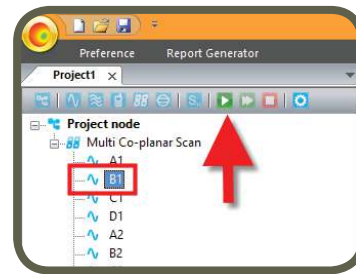 Preference Report Generator
Project1 x
Project node
Multi Co-planar Scan
A1
B1
C1
D1
A2
B2